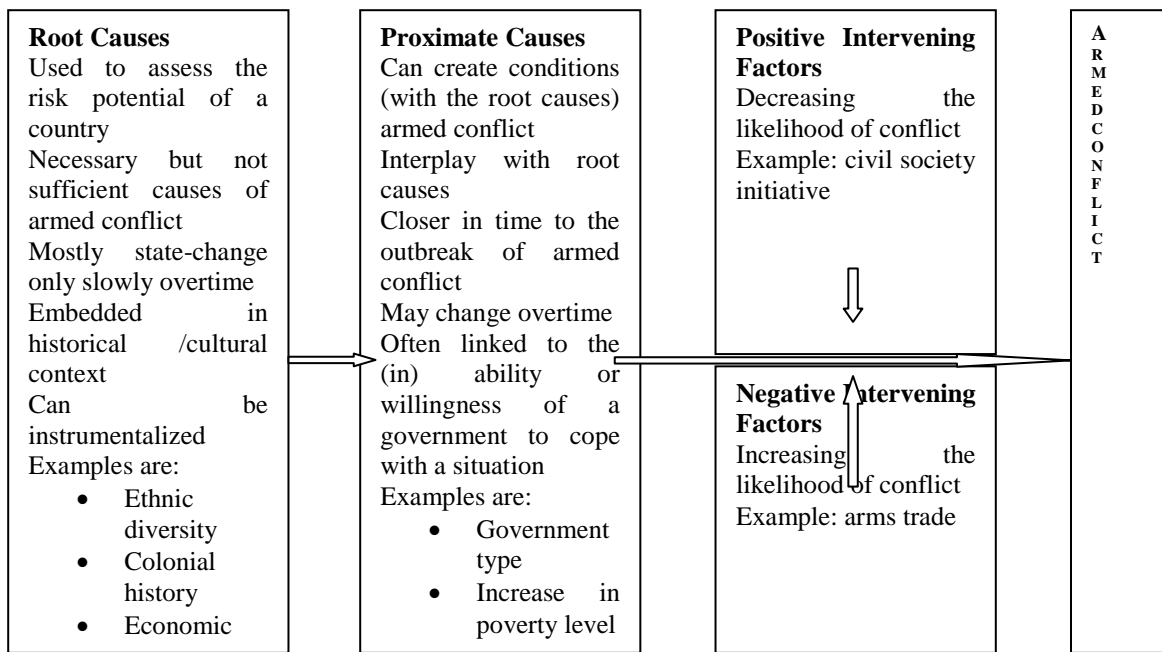 Root Causes
Used to assess the
risk potential of a
country
Necessary but not
sufficient causes of
armed conflict
Mostly state-change
only slowly overtime
Embedded in
historical /cultural
context
Can be
instrumentalized
Examples are:
• Ethnic
diversity
• Colonial
history
• Economic
Proximate Causes
Can create conditions
(with the root causes)
armed conflict
Interplay with root
causes
Closer in time to the
outbreak of armed
conflict
May change overtime
Often linked to the
(in) ability or
willingness of a
government to cope
with a situation
Examples are:
• Government
type
• Increase in
poverty level
Positive Intervening
Factors
Decreasing the
likelihood of conflict
Example: civil society
initiative
Negative Intervening
Factors
Increasing the
likelihood of conflict
Example: arms trade
A
R
M
E
D
C
O
N
F
L
I
C
T